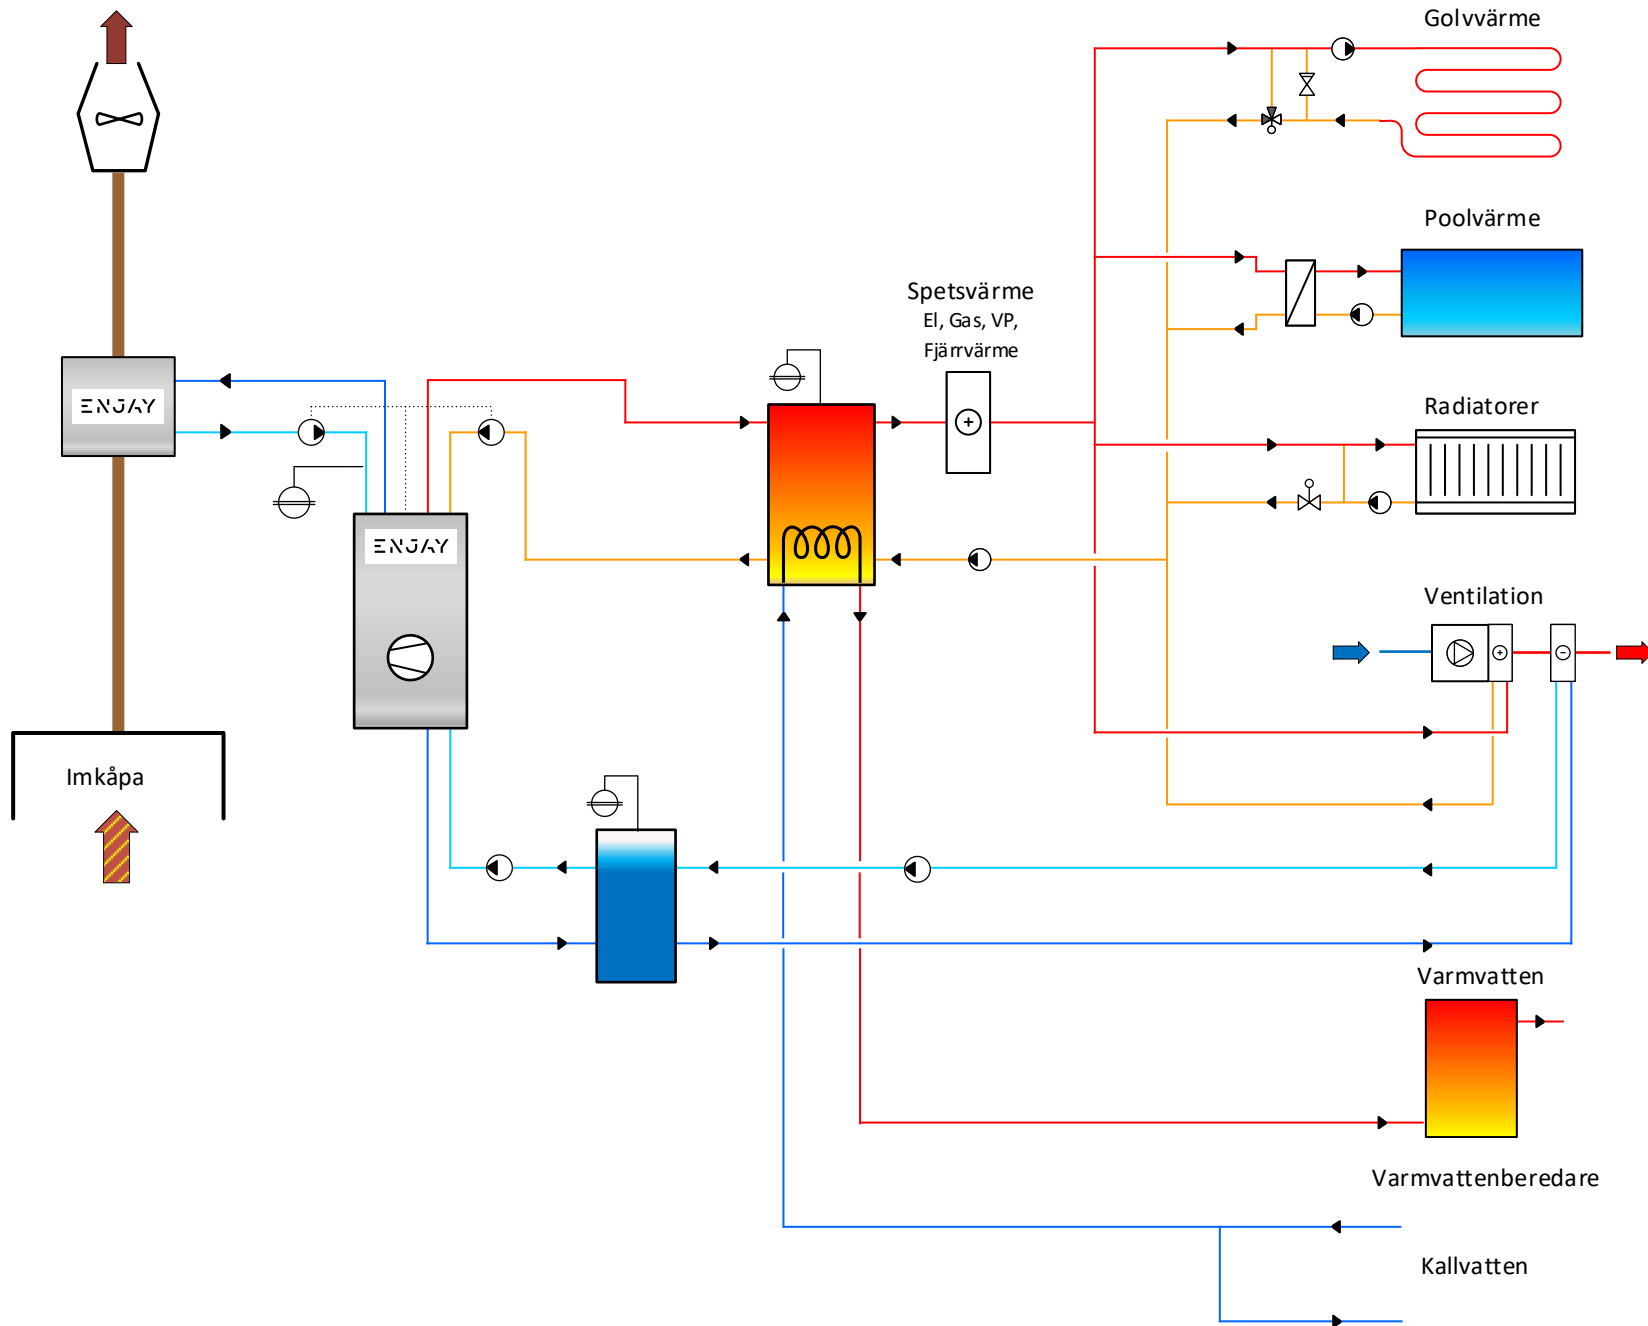 Golvvärme
Poolvärme
Spetsvärme
El, Gas, VP,
Fjärrvärme
ENJAY
Radiatorer
ENJAY
Ventilation
Imkåpa
Varmvatten
Varmvattenberedare
Kallvatten